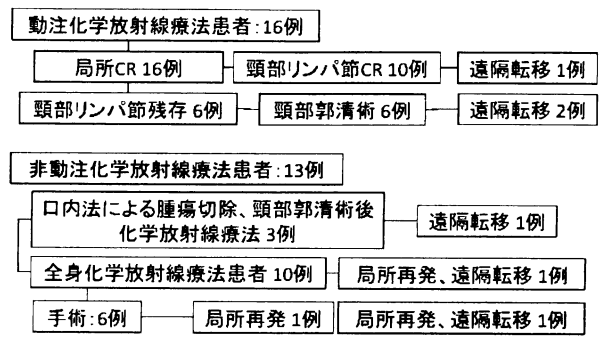 動注化学放射線療法患者:16例
局所CR 16例
頸部リンパ節CR 10例
遠隔転移 1例
頸部リンパ節残存 6例
頸部郭清術 6例
遠隔転移 2例
非動注化学放射線療法患者:13例
口内法による腫瘍切除、頸部郭清術後
化学放射線療法 3例
遠隔転移 1例
全身化学放射線療法患者 10例
局所再発、遠隔転移 1例
手術:6例
局所再発 1例
局所再発、遠隔転移 1例